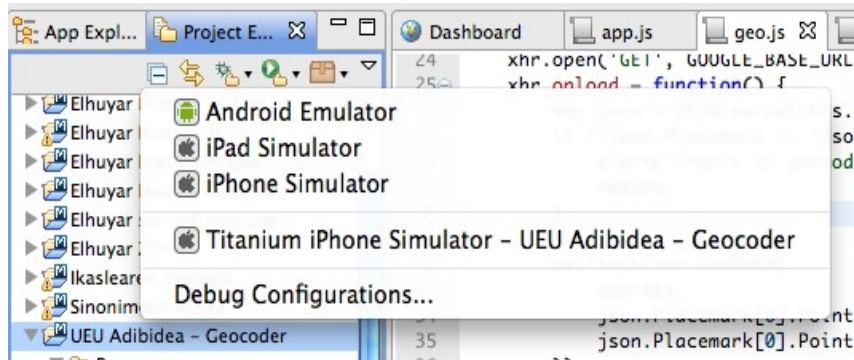 App Expl...
Project E...
Dashboard
app.js
geo.js
24 xhr.open('GET', GOOGLE_BASE_URL
25 xhr.onload = function() {
Elhuyar
Elhuyar
Elhuyar
Elhuyar
Elhuyar
Elhuyar
Ikaslear
Sinonim
UEU Adibidea – Geocoder
Android Emulator
iPad Simulator
iPhone Simulator
Titanium iPhone Simulator – UEU Adibidea – Geocoder
Debug Configurations...
34 json.Placemark[0].Point
35 json.Placemark[0].Point